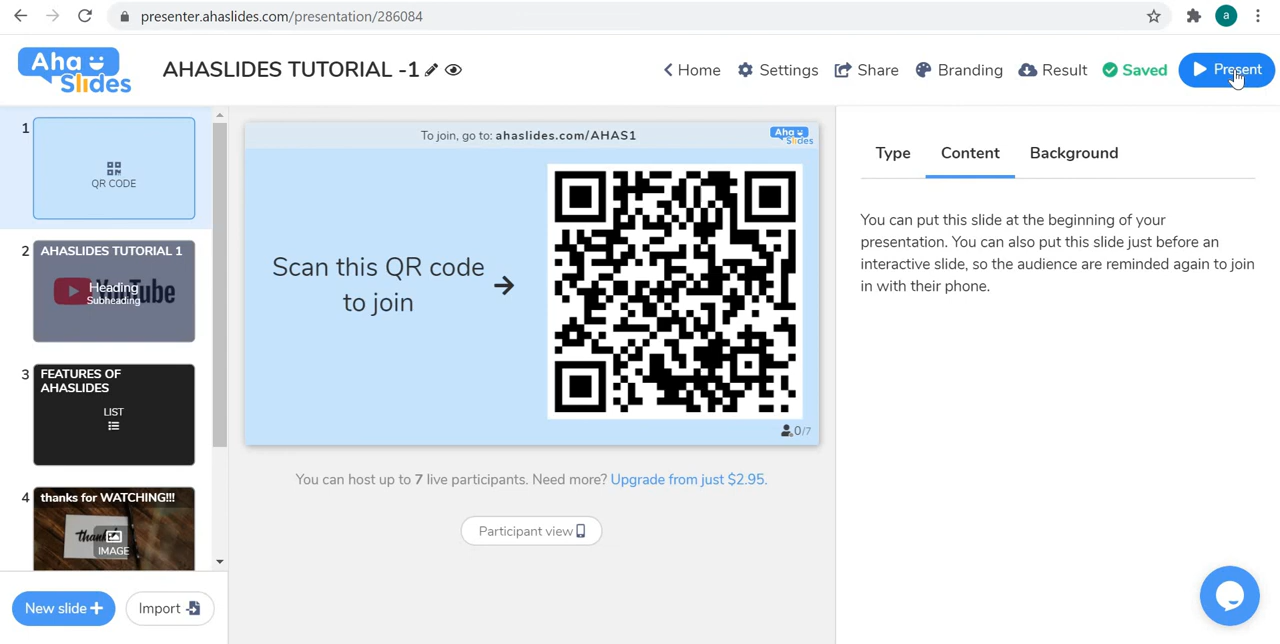 presenter.ahaslides.com/presentation/286084
a
Aha
Slides
AHASLIDES TUTORIAL -1
Home
Settings
Share
Branding
Result
Saved
Present
1
QR CODE
2
AHASLIDES TUTORIAL 1
YouTube
Heading
Subheading
3
FEATURES OF
AHASLIDES
LIST
4
thanks for WATCHING!!!
thank
IMAGE
New slide +
Import
To join, go to: ahaslides.com/AHAS1
Aha
Slides
Scan this QR code
to join
0/7
You can host up to 7 live participants. Need more? Upgrade from just $2.95.
Participant view
Type
Content
Background
You can put this slide at the beginning of your
presentation. You can also put this slide just before an
interactive slide, so the audience are reminded again to join
in with their phone.